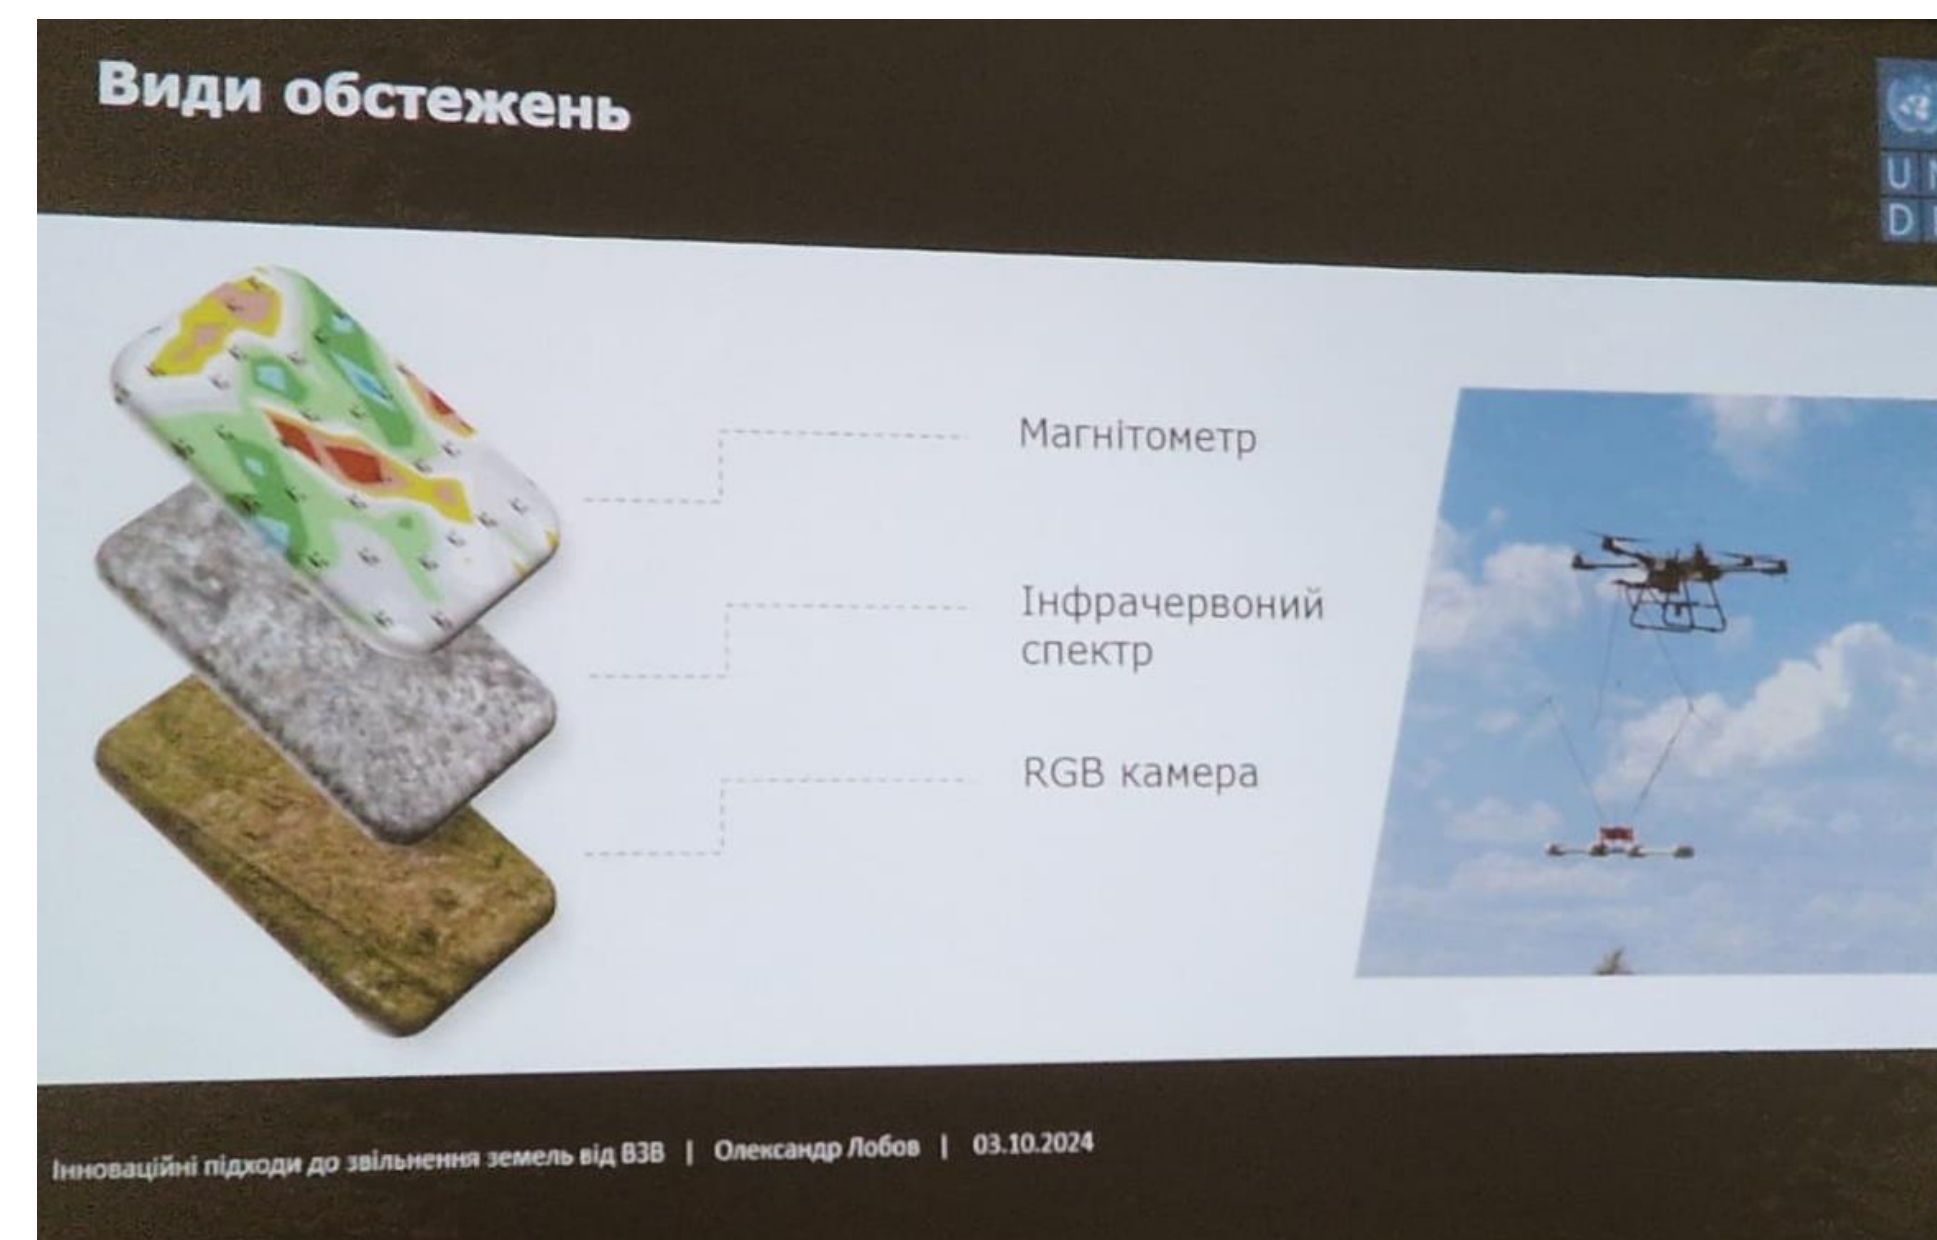 Види обстежень
U N
D
Магнітометр
Інфрачервоний
спектр
RGB камера
Інноваційні підходи до звільнення земель від ВЗВ | Олександр Лобов | 03.10.2024